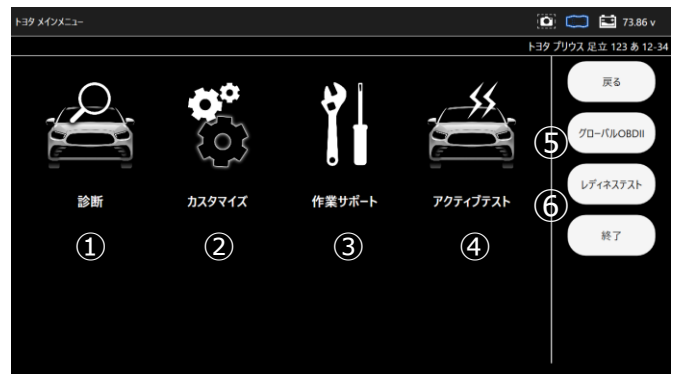 トヨタ メインメニュー
73.86 v
トヨタ プリウス 足立 123 あ 12-34
戻る
⑤ グローバルOBDII
⑥ レディネステスト
終了
診断 カスタマイズ 作業サポート アクティブテスト
① ② ③ ④